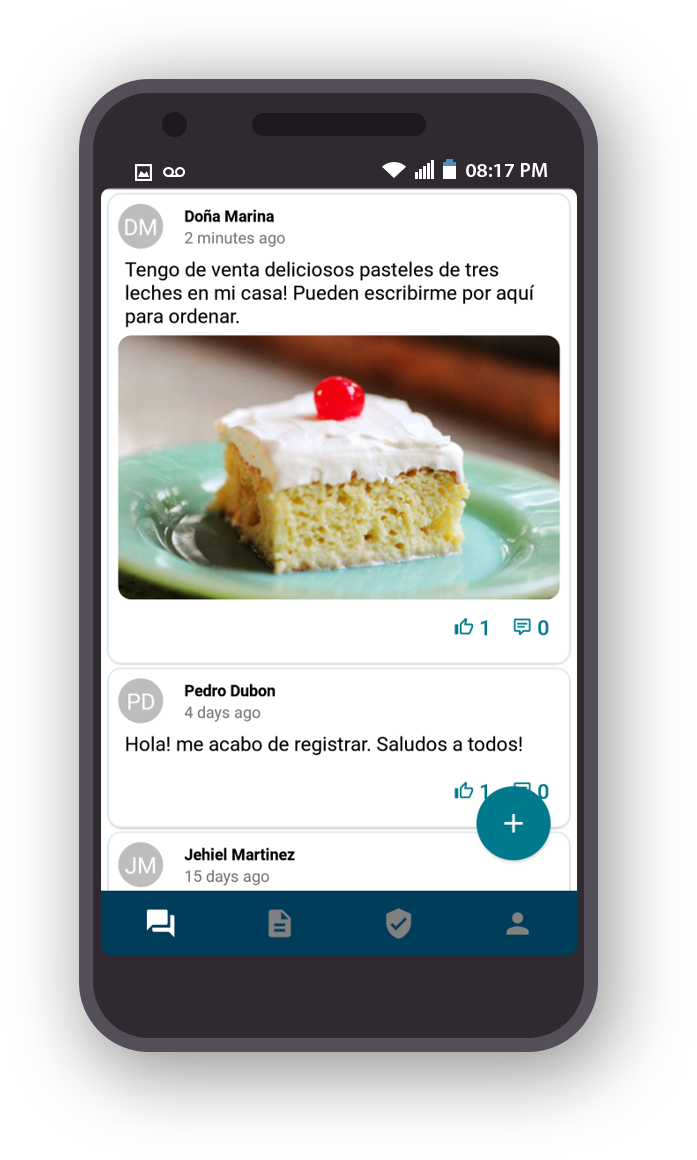 08:17 PM
DM
Doña Marina
2 minutes ago
Tengo de venta deliciosos pasteles de tres
leches en mi casa! Pueden escribirme por aquí
para ordenar.
1
0
PD
Pedro Dubon
4 days ago
Hola! me acabo de registrar. Saludos a todos!
1
0
+
JM
Jehiel Martinez
15 days ago